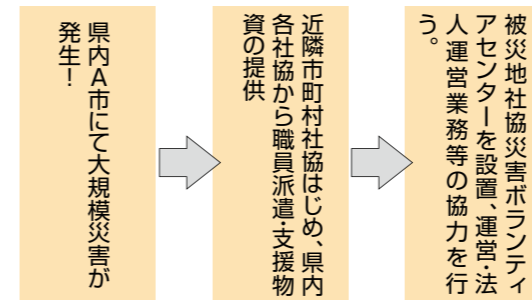 県内A市にて大規模災害が
発生！
近隣市町村社協はじめ、県内
各社協から職員派遣・支援物
資の提供
被災地社協災害ボランティ
アセンターを設置、運営・法
人運営業務等の協力を行
う。